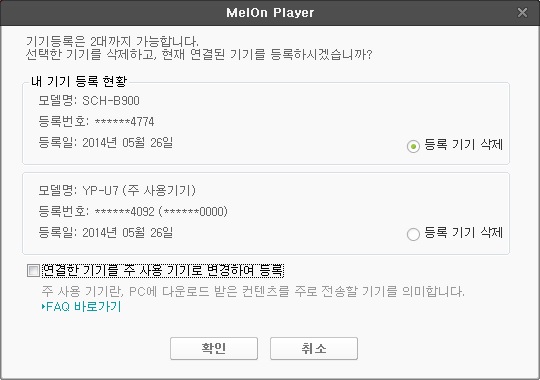 MelOn Player
기기등록은 2대까지 가능합니다.
선택한 기기를 삭제하고, 현재 연결된 기기를 등록하시겠습니까?
내 기기 등록 현황
모델명: SCH-B900
등록번호: ******4774
등록일: 2014년 05월 26일
등록 기기 삭제
모델명: YP-U7 (주 사용기기)
등록번호: ******4092 (******0000)
등록일: 2014년 05월 26일
등록 기기 삭제
연결한 기기를 주 사용 기기로 변경하여 등록
주 사용 기기란, PC에 다운로드 받은 컨텐츠를 주로 전송할 기기를 의미합니다.
FAQ 바로가기
확인
취소